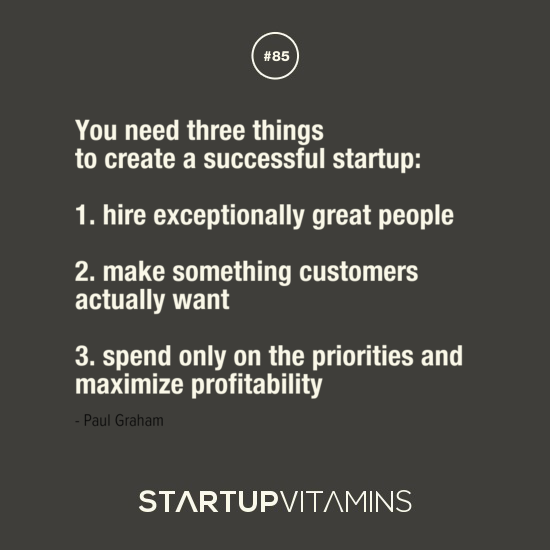 #85
You need three things
to create a successful startup:
1. hire exceptionally great people
2. make something customers
actually want
3. spend only on the priorities and
maximize profitability
- Paul Graham
STARTUPVITAMINS